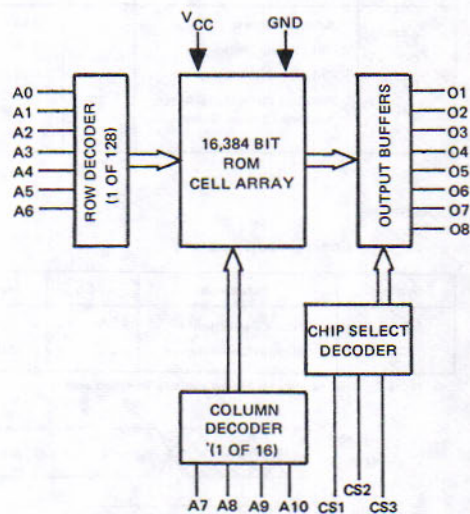 VCC
GND
A0
A1
A2
A3
A4
A5
A6
ROW DECODER
(1 OF 128)
16,384 BIT
ROM
CELL ARRAY
OUTPUT BUFFERS
O1
O2
O3
O4
O5
O6
O7
O8
CHIP SELECT
DECODER
COLUMN
DECODER
(1 OF 16)
A7 A8 A9 A10
CS1
CS2
CS3